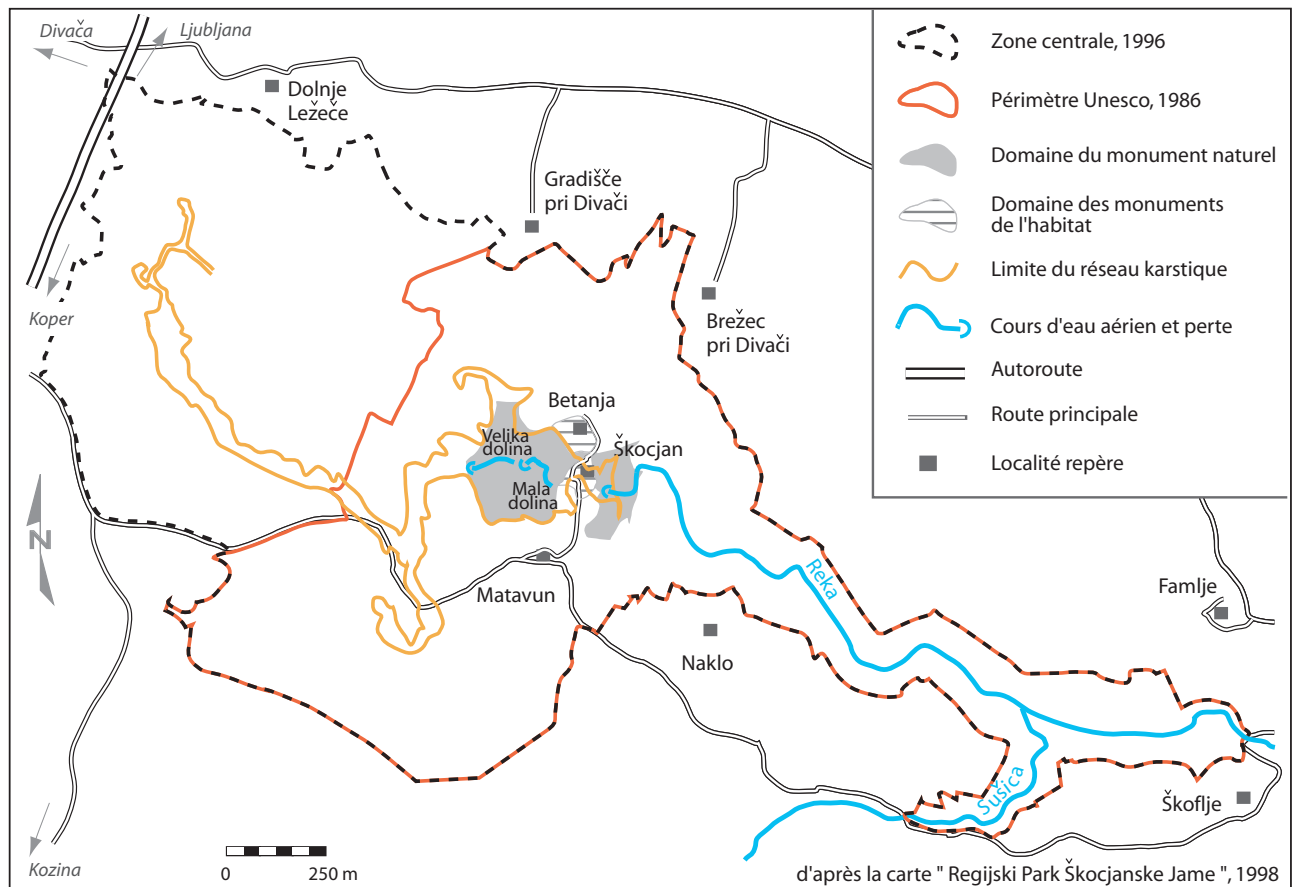 Divača
Ljubljana
Dolnje
Ležeče
Gradišče
pri Divači
Koper
Brežec
pri Divači
Betanja
Velika
dolina
Škocjan
Mala
dolina
N
Matavun
Reka
Naklo
Famlje
Sušica
Škoflje
Kozina
0 250 m
d'après la carte " Regijski Park Škocjanske Jame ", 1998
Zone centrale, 1996
Périmètre Unesco, 1986
Domaine du monument naturel
Domaine des monuments
de l'habitat
Limite du réseau karstique
Cours d'eau aérien et perte
Autoroute
Route principale
Localité repère